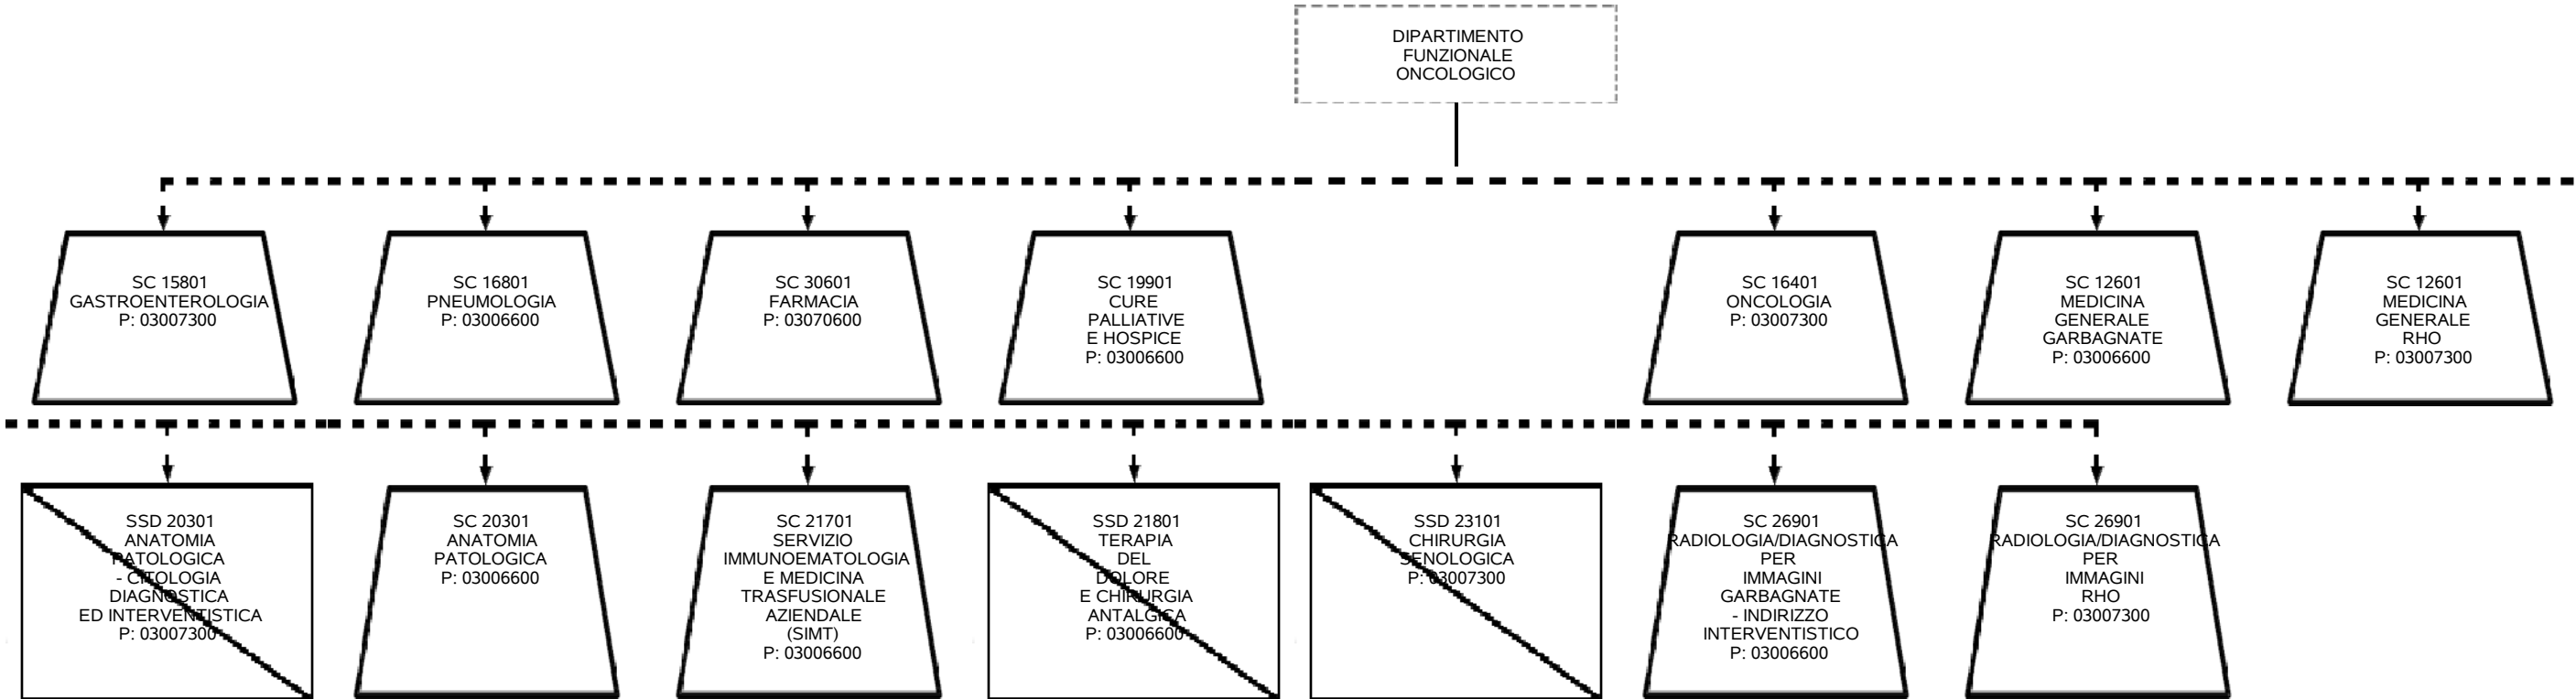 DIPARTIMENTO
FUNZIONALE
ONCOLOGICO
SC 15801
GASTROENTEROLOGIA
P: 03007300
SC 16801
PNEUMOLOGIA
P: 03006600
SC 30601
FARMACIA
P: 03070600
SC 19901
CURE
PALLIATIVE
E HOSPICE
P: 03006600
SC 16401
ONCOLOGIA
P: 03007300
SC 12601
MEDICINA
GENERALE
GARBAGNATE
P: 03006600
SC 12601
MEDICINA
GENERALE
RHO
P: 03007300
SSD 20301
ANATOMIA
PATOLOGICA
- CITOLOGIA
DIAGNOSTICA
ED INTERVENTISTICA
P: 03007300
SC 20301
ANATOMIA
PATOLOGICA
P: 03006600
SC 21701
SERVIZIO
IMMUNOEMATOLOGIA
E MEDICINA
TRASFUSIONALE
AZIENDALE
(SIMT)
P: 03006600
SSD 21801
TERAPIA
DEL
DOLORE
E CHIRURGIA
ANTALGICA
P: 03006600
SSD 23101
CHIRURGIA
SENOLOGICA
P: 03007300
SC 26901
RADIOLOGIA/DIAGNOSTICA
PER
IMMAGINI
GARBAGNATE
- INDIRIZZO
INTERVENTISTICO
P: 03006600
SC 26901
RADIOLOGIA/DIAGNOSTICA
PER
IMMAGINI
RHO
P: 03007300